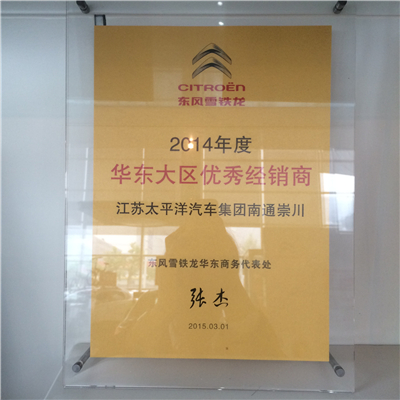 CITROËN
东风雪铁龙
2014年度
华东大区优秀经销商
江苏太平洋汽车集团南通崇川
东风雪铁龙华东商务代表处
张杰
2015.03.01